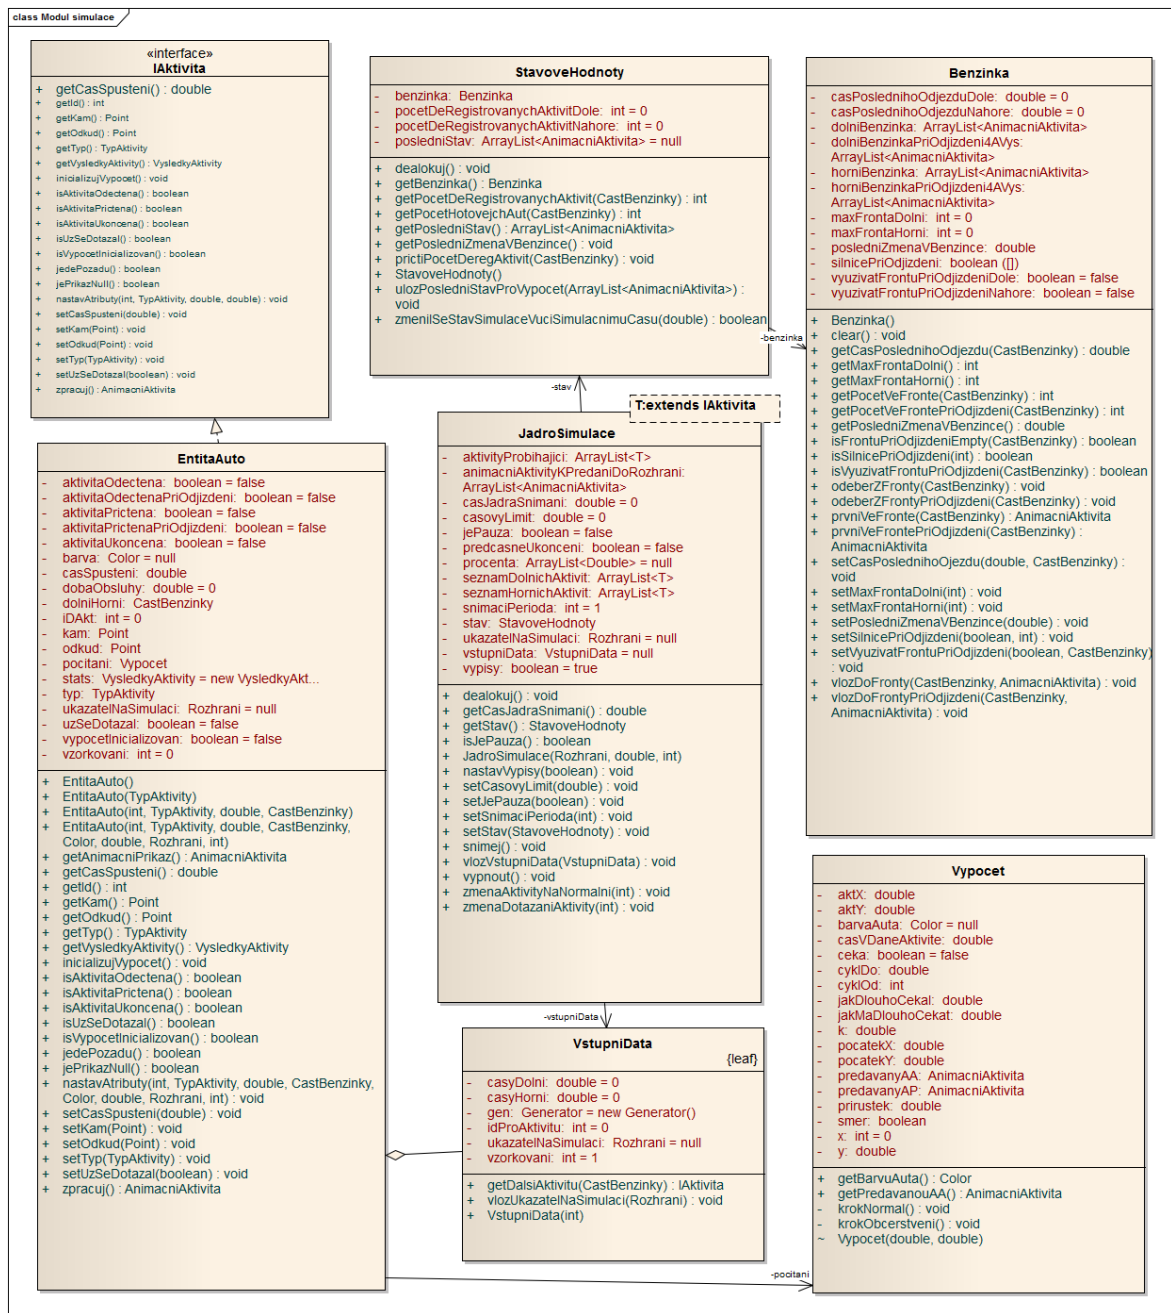 class Modul simulace
«interface»
IAktivita
+ getCasSpusteni() : double
+ getId() : int
+ getKam() : Point
+ getOdkud() : Point
+ getTyp() : TypAktivity
+ getVysledkyAktivity() : VysledkyAktivity
+ inicializujVypocet() : void
+ isAktivitaOdectena() : boolean
+ isAktivitaPrictena() : boolean
+ isAktivitaUkoncena() : boolean
+ isUzSeDotazal() : boolean
+ isVypocetInicializovan() : boolean
+ jedePozadu() : boolean
+ jePrikazNull() : boolean
+ nastavAtributy(int, TypAktivity, double, double) : void
+ setCasSpusteni(double) : void
+ setKam(Point) : void
+ setOdkud(Point) : void
+ setTyp(TypAktivity) : void
+ setUzSeDotazal(boolean) : void
+ zpracuj() : AnimacniAktivita
StavoveHodnoty
- benzinka: Benzinka
- pocetDeRegistrovanychAktivitDole: int = 0
- pocetDeRegistrovanychAktivitNahore: int = 0
- posledniStav: ArrayList<AnimacniAktivita> = null
+ dealokuj() : void
+ getBenzinka() : Benzinka
+ getPocetDeRegistrovanychAktivit(CastBenzinky) : int
+ getPocetHotovejchAut(CastBenzinky) : int
+ getPosledniStav() : ArrayList<AnimacniAktivita>
+ getPosledniZmenaVBenzince() : void
+ prictiPocetDeregAktivit(CastBenzinky) : void
+ StavoveHodnoty()
+ ulozPosledniStavProVypocet(ArrayList<AnimacniAktivita>) :
void
+ zmenilSeStavSimulaceVuciSimulacnimuCasu(double) : boolean
-benzinka
Benzinka
- casPoslednihoOdjezduDole: double = 0
- casPoslednihoOdjezduNahore: double = 0
- dolniBenzinka: ArrayList<AnimacniAktivita>
- dolniBenzinkaPriOdjizdeni4AVys:
ArrayList<AnimacniAktivita>
- horniBenzinka: ArrayList<AnimacniAktivita>
- horniBenzinkaPriOdjizdeni4AVys:
ArrayList<AnimacniAktivita>
- maxFrontaDolni: int = 0
- maxFrontaHorni: int = 0
- posledniZmenaVBenzince: double
- silnicePriOdjizdeni: boolean ([])
- vyuzivatFrontuPriOdjizdeniDole: boolean = false
- vyuzivatFrontuPriOdjizdeniNahore: boolean = false
+ Benzinka()
+ clear() : void
+ getCasPoslednihoOdjezdu(CastBenzinky) : double
+ getMaxFrontaDolni() : int
+ getMaxFrontaHorni() : int
+ getPocetVeFronte(CastBenzinky) : int
+ getPocetVeFrontePriOdjizdeni(CastBenzinky) : int
+ getPosledniZmenaVBenzince() : double
+ isFrontuPriOdjizdeniEmpty(CastBenzinky) : boolean
+ isSilnicePriOdjizdeni(int) : boolean
+ isVyuzivatFrontuPriOdjizdeni(CastBenzinky) : boolean
+ odeberZFronty(CastBenzinky) : void
+ odeberZFrontyPriOdjizdeni(CastBenzinky) : void
+ prvniVeFronte(CastBenzinky) : AnimacniAktivita
+ prvniVeFrontePriOdjizdeni(CastBenzinky) :
AnimacniAktivita
+ setCasPoslednihoOjezdu(double, CastBenzinky) :
void
+ setMaxFrontaDolni(int) : void
+ setMaxFrontaHorni(int) : void
+ setPosledniZmenaVBenzince(double) : void
+ setSilnicePriOdjizdeni(boolean, int) : void
+ setVyuzivatFrontuPriOdjizdeni(boolean, CastBenzinky)
: void
+ vlozDoFronty(CastBenzinky, AnimacniAktivita) : void
+ vlozDoFrontyPriOdjizdeni(CastBenzinky,
AnimacniAktivita) : void
-stav
T:extends IAktivita
JadroSimulace
- aktivityProbihajici: ArrayList<T>
- animacniAktivityKPredaniDoRozhrani:
ArrayList<AnimacniAktivita>
- casJadraSnimani: double = 0
- casovyLimit: double = 0
- jePauza: boolean = false
- predcasneUkonceni: boolean = false
- procenta: ArrayList<Double> = null
- seznamDolnichAktivit: ArrayList<T>
- seznamHornichAktivit: ArrayList<T>
- snimaciPerioda: int = 1
- stav: StavoveHodnoty
- ukazatelNaSimulaci: Rozhrani = null
- vstupniData: VstupniData = null
- vypisy: boolean = true
+ dealokuj() : void
+ getCasJadraSnimani() : double
+ getStav() : StavoveHodnoty
+ isJePauza() : boolean
+ JadroSimulace(Rozhrani, double, int)
+ nastavVypisy(boolean) : void
+ setCasovyLimit(double) : void
+ setJePauza(boolean) : void
+ setSnimaciPerioda(int) : void
+ setStav(StavoveHodnoty) : void
+ snimej() : void
+ vlozVstupniData(VstupniData) : void
+ vypnout() : void
+ zmenaAktivityNaNormalni(int) : void
+ zmenaDotazaniAktivity(int) : void
EntitaAuto
- aktivitaOdectena: boolean = false
- aktivitaOdectenaPriOdjizdeni: boolean = false
- aktivitaPrictena: boolean = false
- aktivitaPrictenaPriOdjizdeni: boolean = false
- aktivitaUkoncena: boolean = false
- barva: Color = null
- casSpusteni: double
- dobaObsluhy: double = 0
- dolniHorni: CastBenzinky
- iDAkt: int = 0
- kam: Point
- odkud: Point
- pocitani: Vypocet
- stats: VysledkyAktivity = new VysledkyAkt...
- typ: TypAktivity
- ukazatelNaSimulaci: Rozhrani = null
- uzSeDotazal: boolean = false
- vypocetInicializovan: boolean = false
- vzorkovani: int = 0
+ EntitaAuto()
+ EntitaAuto(TypAktivity)
+ EntitaAuto(int, TypAktivity, double, CastBenzinky)
+ EntitaAuto(int, TypAktivity, double, CastBenzinky,
Color, double, Rozhrani, int)
+ getAnimacniPrikaz() : AnimacniAktivita
+ getCasSpusteni() : double
+ getId() : int
+ getKam() : Point
+ getOdkud() : Point
+ getTyp() : TypAktivity
+ getVysledkyAktivity() : VysledkyAktivity
+ inicializujVypocet() : void
+ isAktivitaOdectena() : boolean
+ isAktivitaPrictena() : boolean
+ isAktivitaUkoncena() : boolean
+ isUzSeDotazal() : boolean
+ isVypocetInicializovan() : boolean
+ jedePozadu() : boolean
+ jePrikazNull() : boolean
+ nastavAtributy(int, TypAktivity, double, CastBenzinky,
Color, double, Rozhrani, int) : void
+ setCasSpusteni(double) : void
+ setKam(Point) : void
+ setOdkud(Point) : void
+ setTyp(TypAktivity) : void
+ setUzSeDotazal(boolean) : void
+ zpracuj() : AnimacniAktivita
-vstupniData
VstupniData
{leaf}
- casyDolni: double = 0
- casyHorni: double = 0
- gen: Generator = new Generator()
- idProAktivitu: int = 0
- ukazatelNaSimulaci: Rozhrani = null
- vzorkovani: int = 1
+ getDalsiAktivitu(CastBenzinky) : IAktivita
+ vlozUkazatelNaSimulaci(Rozhrani) : void
+ VstupniData(int)
Vypocet
- aktX: double
- aktY: double
- barvaAuta: Color = null
- casVDaneAktivite: double
- ceka: boolean = false
- cyklDo: double
- cyklOd: int
- jakDlouhoCekal: double
- jakMaDlouhoCekat: double
- k: double
- pocatekX: double
- pocatekY: double
- predavanyAA: AnimacniAktivita
- predavanyAP: AnimacniAktivita
- prirustek: double
- smer: boolean
- x: int = 0
- y: double
+ getBarvuAuta() : Color
+ getPredavanouAA() : AnimacniAktivita
- krokNormal() : void
- krokObcerstveni() : void
~ Vypocet(double, double)
-pocitani